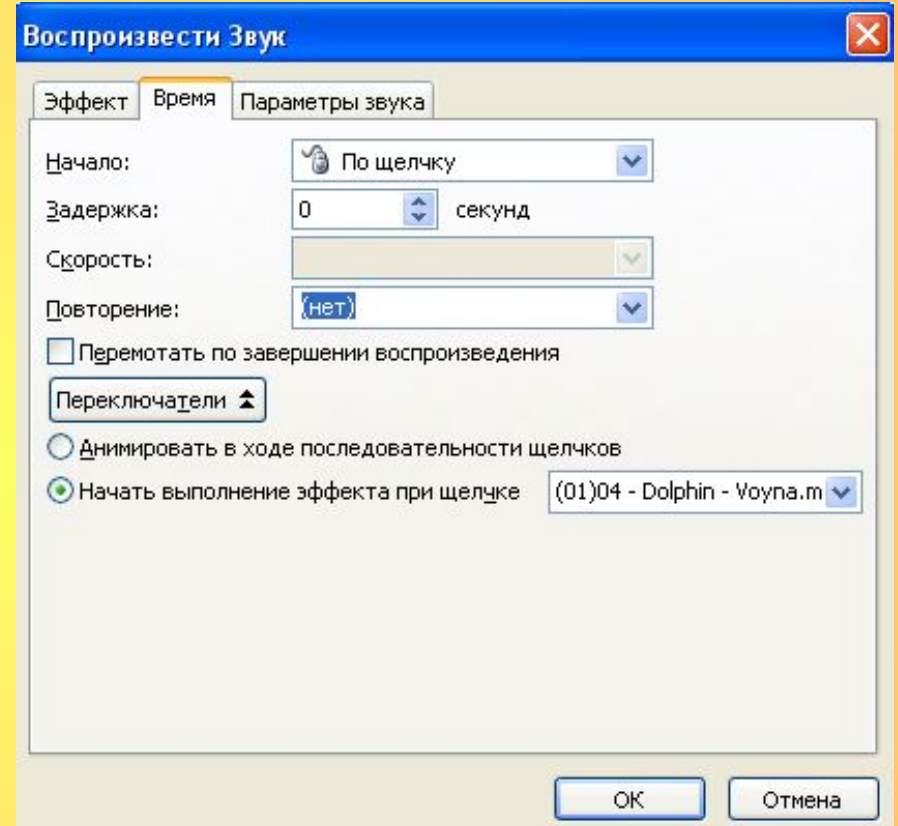 Воспроизвести Звук
Эффект Время Параметры звука
Начало: По щелчку
Задержка: 0 секунд
Скорость:
Повторение: (нет)
Перемотать по завершении воспроизведения
Переключатели
Анимировать в ходе последовательности щелчков
Начать выполнение эффекта при щелчке (01)04 - Dolphin - Voyna.m
ОК Отмена